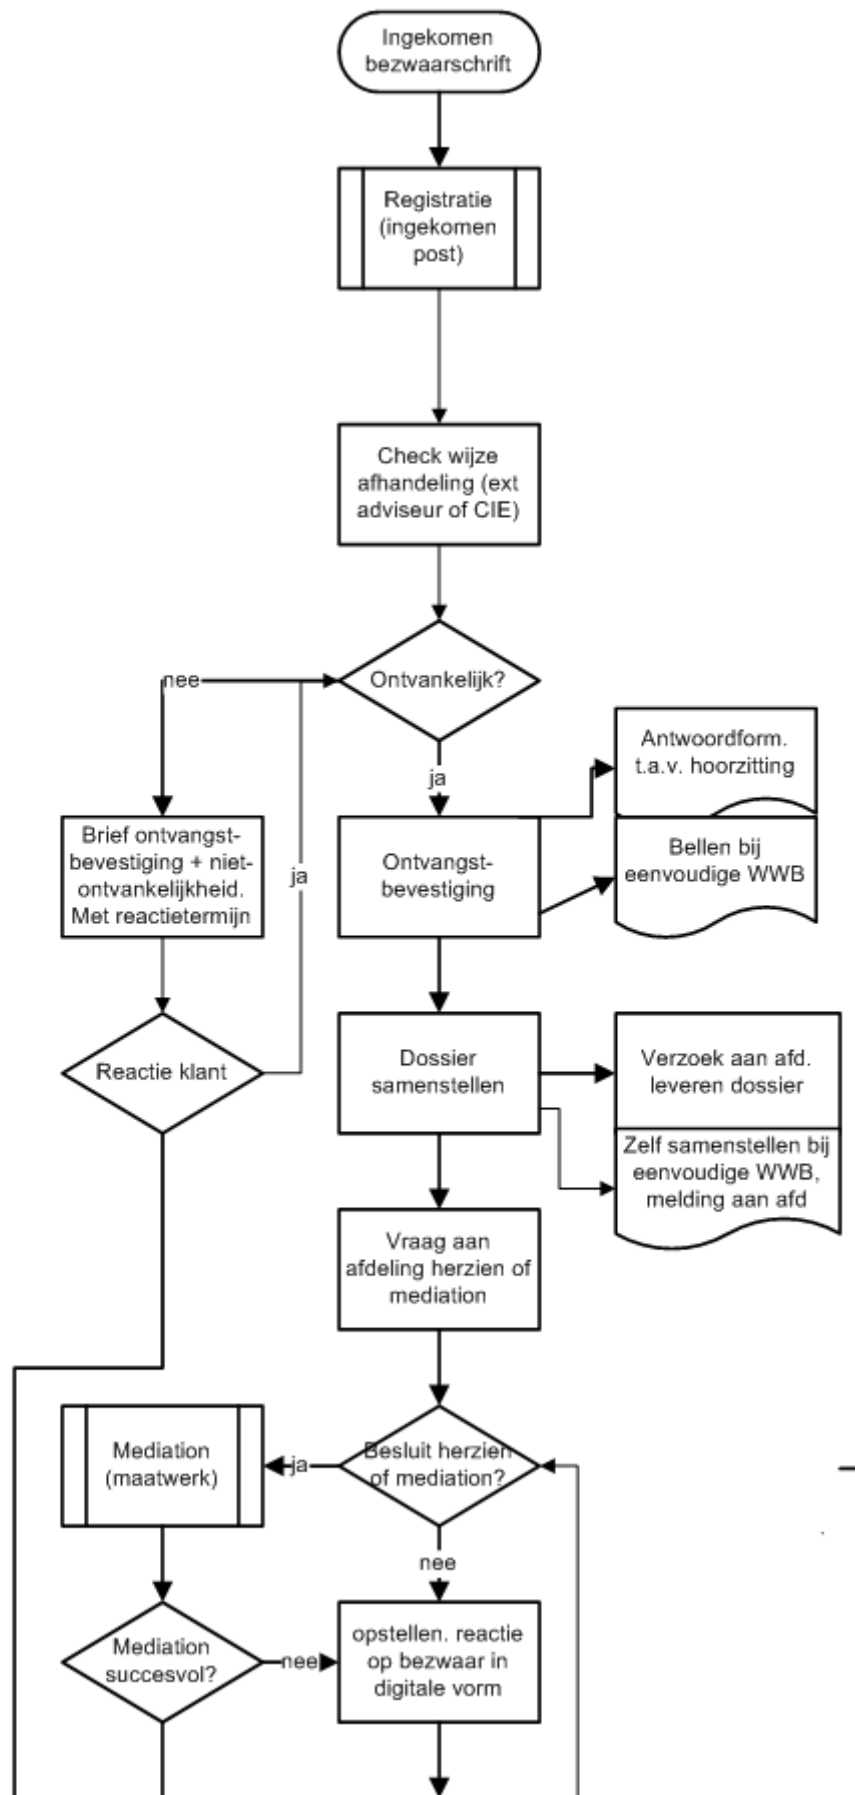 Ingekomen
bezwaarschrift
Registratie
(ingekomen
post)
Check wijze
afhandeling (ext
adviseur of CIE)
nee
Ontvankelijk?
ja
Antwoordform.
t.a.v. hoorzitting
Brief ontvangst-
bevestiging + niet-
ontvankelijkheid.
Met reactietermijn
ja
Ontvangst-
bevestiging
Bellen bij
eenvoudige WWB
Reactie klant
Dossier
samenstellen
Verzoek aan afd.
leveren dossier
Zelf samenstellen bij
eenvoudige WWB,
melding aan afd
Vraag aan
afdeling herzien of
mediation
Mediation
(maatwerk)
ja
Besluit herzien
of mediation?
nee
Mediation
succesvol?
nee
opstellen. reactie
op bezwaar in
digitale vorm